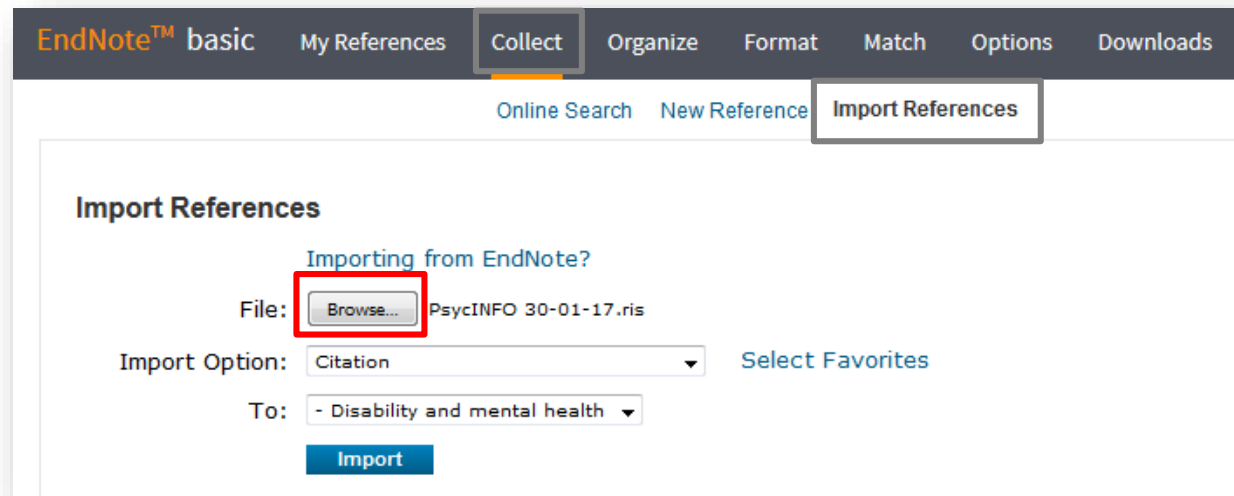 EndNote™ basic My References Collect Organize Format Match Options Downloads
Online Search New Reference Import References
Import References
Importing from EndNote?
File: Browse... PsycINFO 30-01-17.ris
Import Option: Citation Select Favorites
To: - Disability and mental health
Import